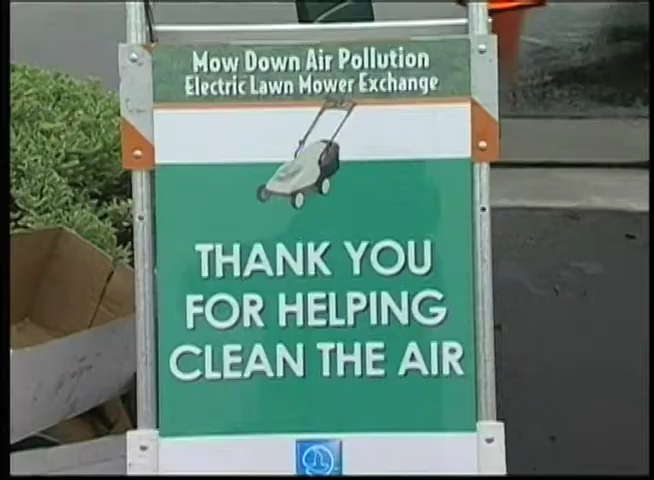 Mow Down Air Pollution
Electric Lawn Mower Exchange
THANK YOU
FOR HELPING
CLEAN THE AIR